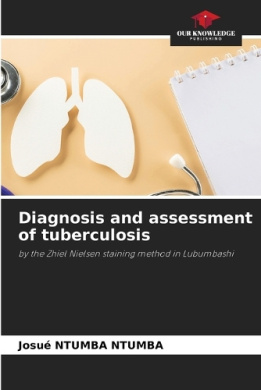 OUR KNOWLEDGE
PUBLISHING
Diagnosis and assessment
of tuberculosis
by the Zhiel Nielsen staining method in Lubumbashi
Josué NTUMBA NTUMBA